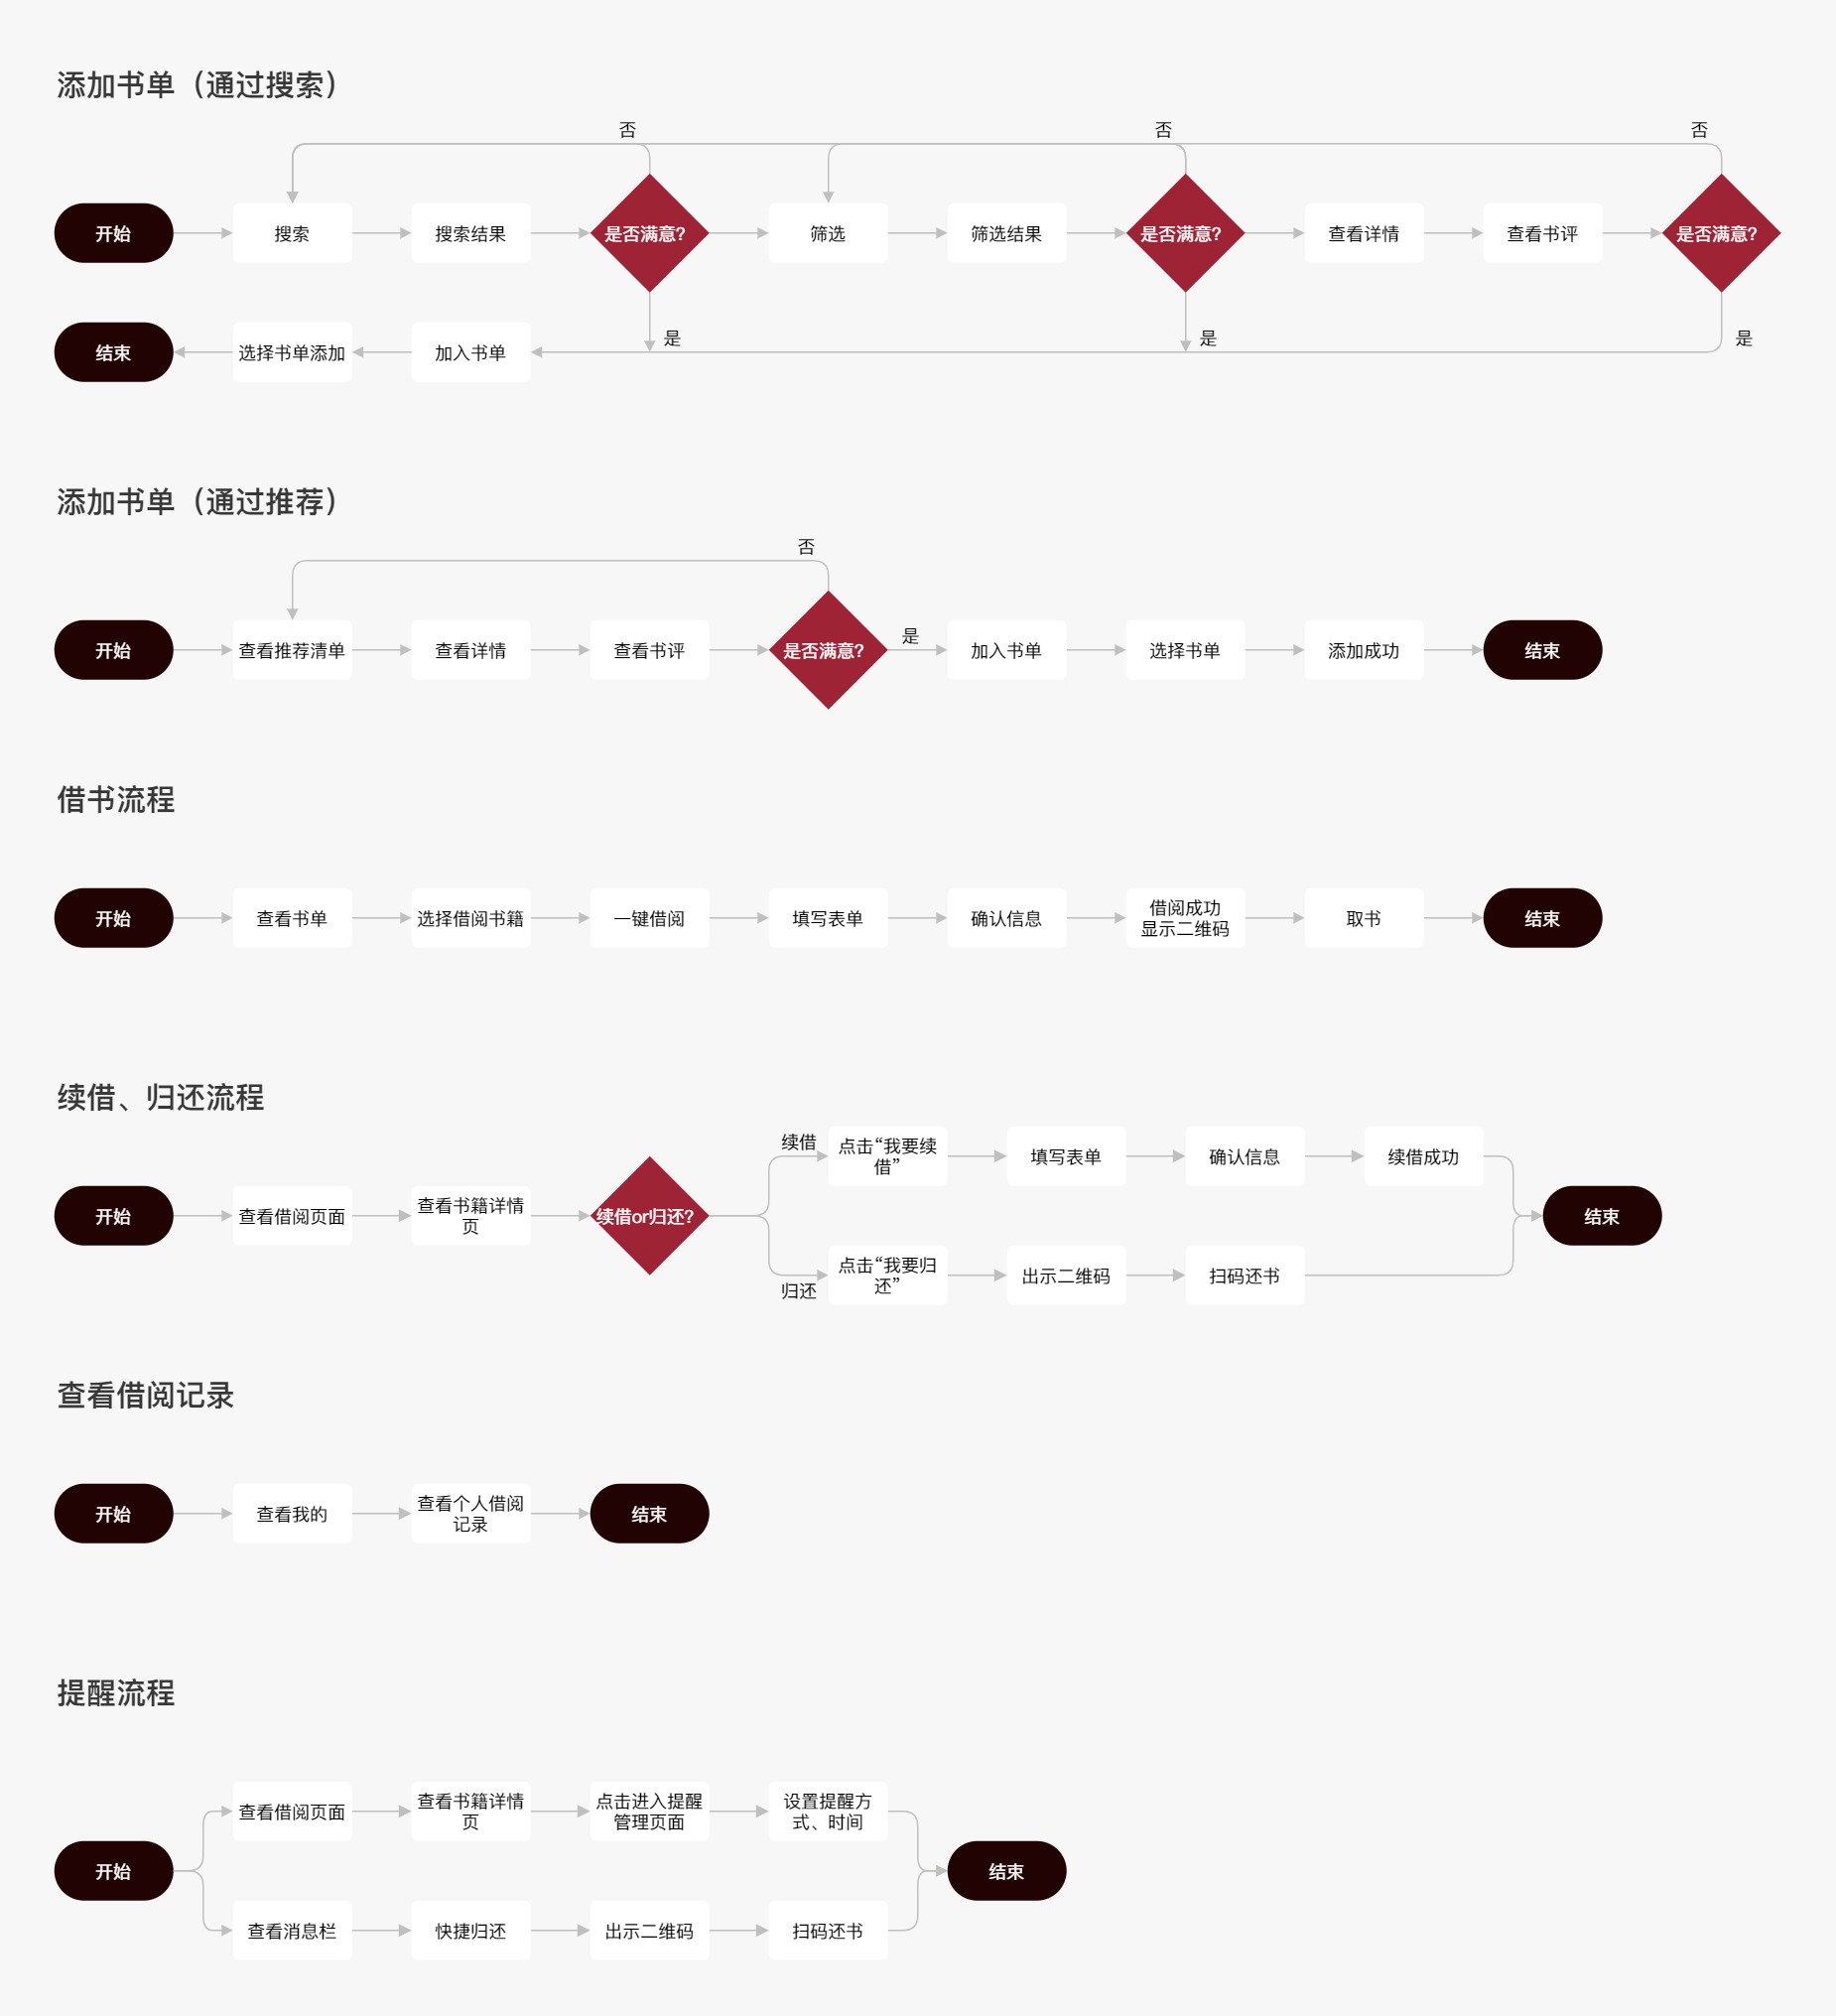 添加书单（通过搜索）
否
否
否
开始
搜索
搜索结果
是否满意?
筛选
筛选结果
是否满意?
查看详情
查看书评
是否满意?
是
是
是
结束
选择书单添加
加入书单
添加书单（通过推荐）
否
开始
查看推荐清单
查看详情
查看书评
是否满意?
是
加入书单
选择书单
添加成功
结束
借书流程
开始
查看书单
选择借阅书籍
一键借阅
填写表单
确认信息
借阅成功
显示二维码
取书
结束
续借、归还流程
开始
查看借阅页面
查看书籍详情
页
续借or归还?
续借
点击“我要续
借”
填写表单
确认信息
续借成功
归还
点击“我要归
还”
出示二维码
扫码还书
结束
查看借阅记录
开始
查看我的
查看个人借阅
记录
结束
提醒流程
开始
查看借阅页面
查看书籍详情
页
点击进入提醒
管理页面
设置提醒方
式、时间
查看消息栏
快捷归还
出示二维码
扫码还书
结束